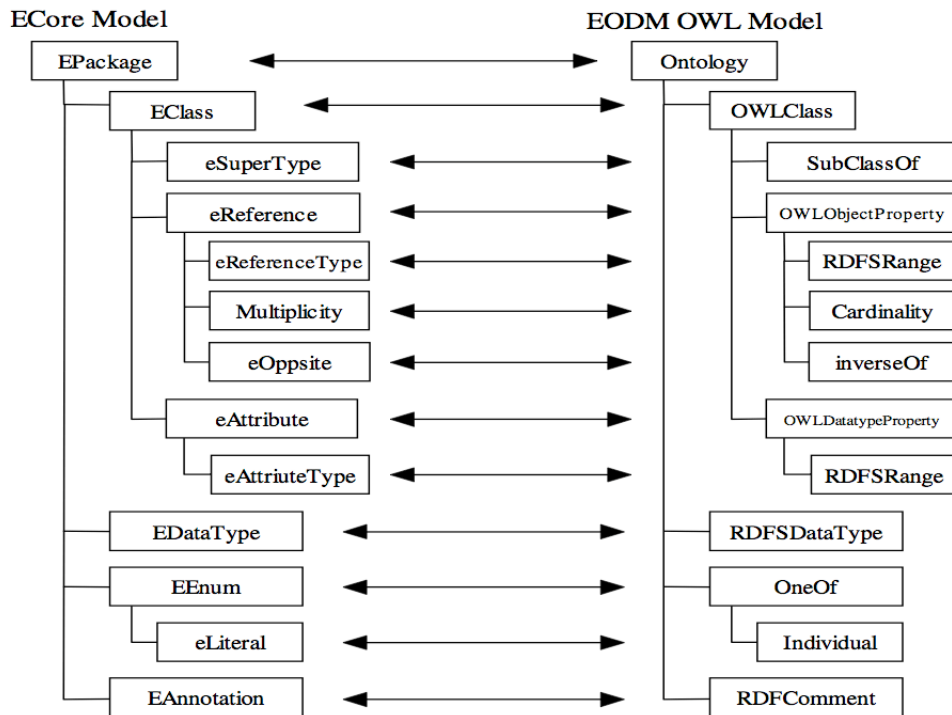 ECore Model
EODM OWL Model
EPackage
Ontology
EClass
OWLClass
eSuperType
SubClassOf
eReference
OWLObjectProperty
eReferenceType
RDFSRange
Multiplicity
Cardinality
eOppsite
inverseOf
eAttribute
OWLDatatypeProperty
eAttriuteType
RDFSRange
EDataType
RDFSDataType
EEnum
OneOf
eLiteral
Individual
EAnnotation
RDFComment